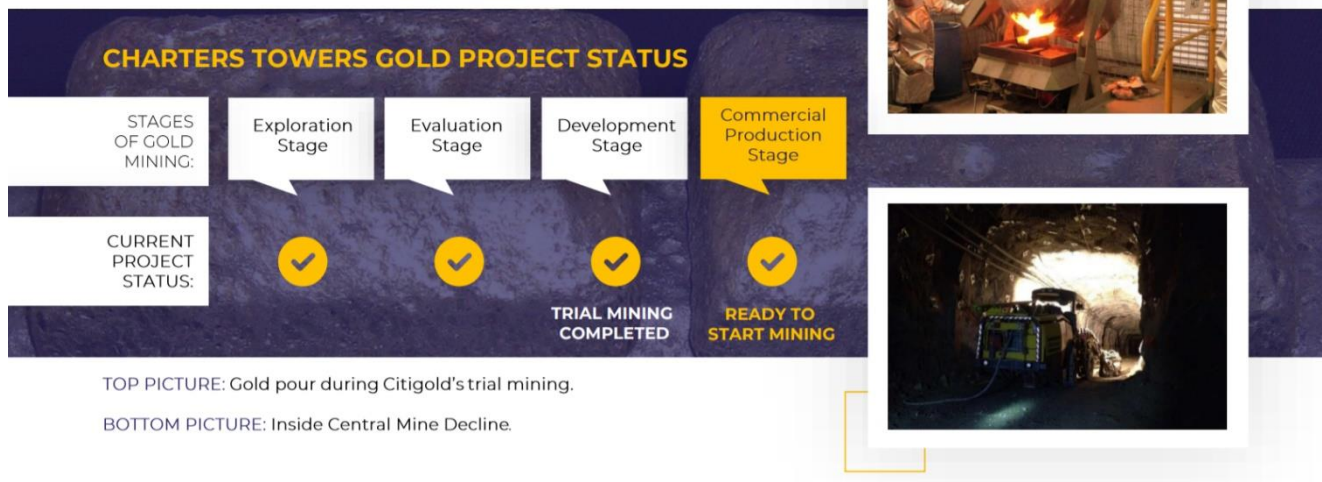 CHARTERS TOWERS GOLD PROJECT STATUS
STAGES
OF GOLD
MINING:
Exploration
Stage
Evaluation
Stage
Development
Stage
Commercial
Production
Stage
CURRENT
PROJECT
STATUS:
TRIAL MINING
COMPLETED
READY TO
START MINING
TOP PICTURE: Gold pour during Citigold’s trial mining.
BOTTOM PICTURE: Inside Central Mine Decline.